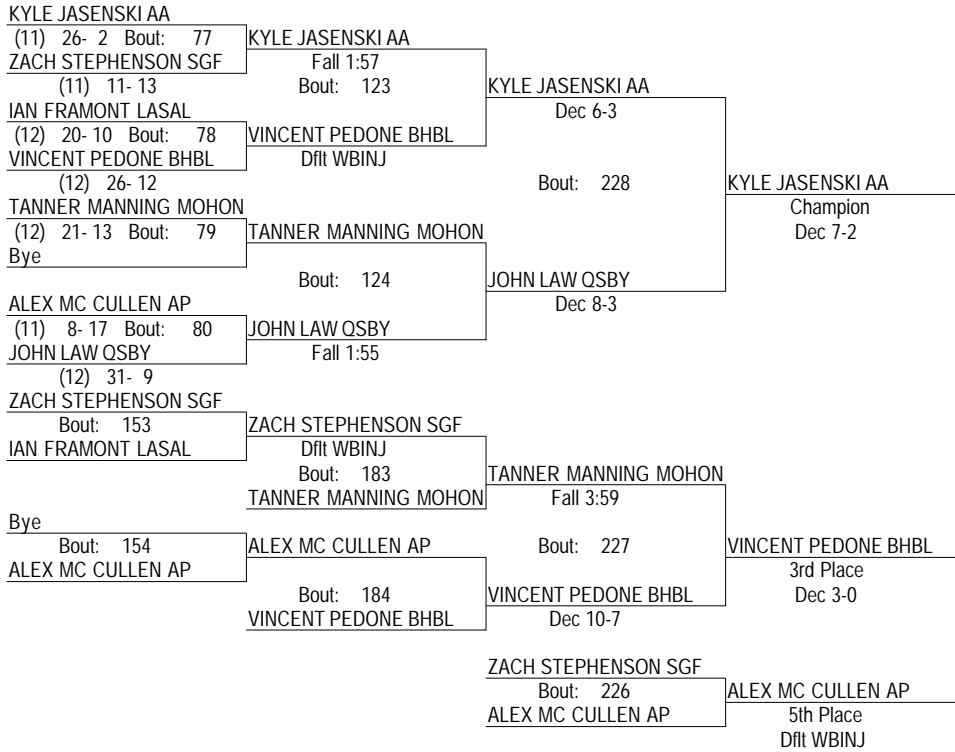 KYLE JASENSKI AA
(11) 26- 2 Bout: 77 KYLE JASENSKI AA
ZACH STEPHENSON SGF Fall 1:57
(11) 11- 13 Bout: 123 KYLE JASENSKI AA
IAN FRAMONT LASAL Dec 6-3
(12) 20- 10 Bout: 78 VINCENT PEDONE BHBL
VINCENT PEDONE BHBL Dflt WBINJ
(12) 26- 12 Bout: 228 KYLE JASENSKI AA
TANNER MANNING MOHON Champion
(12) 21- 13 Bout: 79 TANNER MANNING MOHON Dec 7-2
Bye
Bout: 124 JOHN LAW QSBY
ALEX MC CULLEN AP Dec 8-3
(11) 8- 17 Bout: 80 JOHN LAW QSBY
JOHN LAW QSBY Fall 1:55
(12) 31- 9
ZACH STEPHENSON SGF
Bout: 153 ZACH STEPHENSON SGF
IAN FRAMONT LASAL Dflt WBINJ
Bout: 183 TANNER MANNING MOHON
TANNER MANNING MOHON Fall 3:59
Bye
Bout: 154 ALEX MC CULLEN AP Bout: 227 VINCENT PEDONE BHBL
ALEX MC CULLEN AP 3rd Place
Bout: 184 VINCENT PEDONE BHBL Dec 3-0
VINCENT PEDONE BHBL Dec 10-7
ZACH STEPHENSON SGF
Bout: 226 ALEX MC CULLEN AP
ALEX MC CULLEN AP 5th Place
Dflt WBINJ